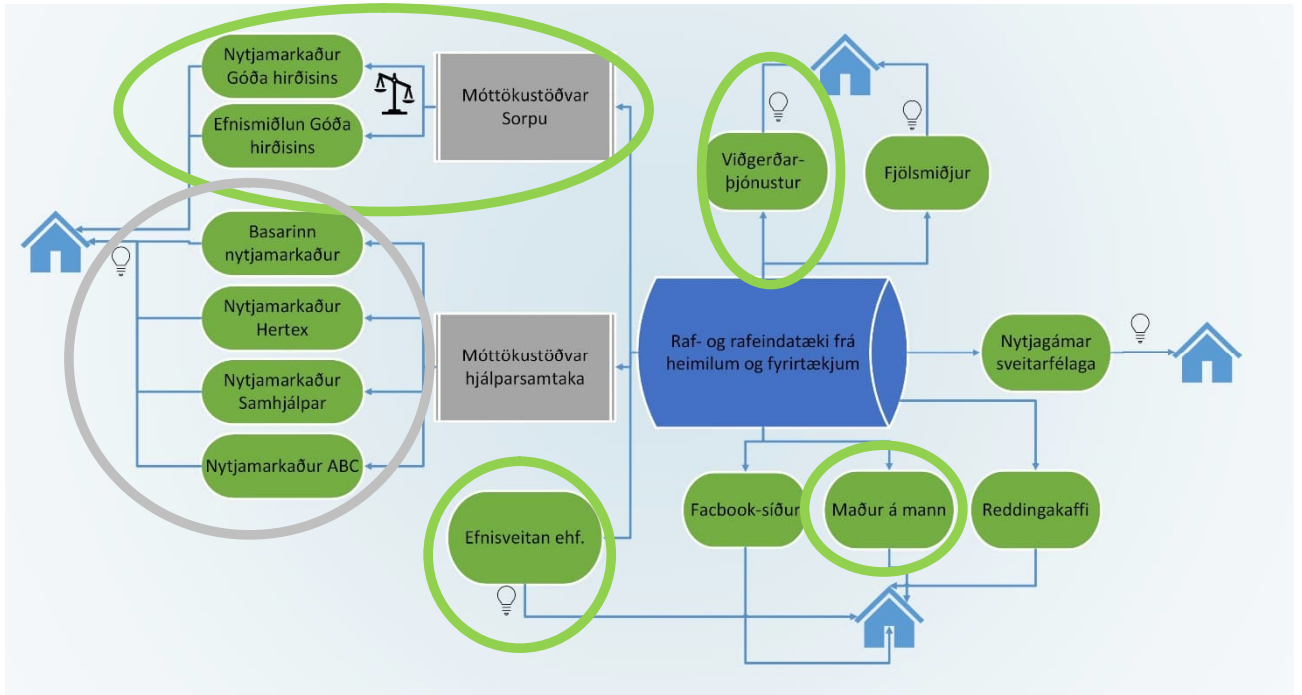 Nytjamarkaður
Góða hirðisins
Efnismiðlun Góða
hirðisins
Móttökustöðvar
Sorpu
Viðgerðar-
þjónustur
Fjölsmiðjur
Basarinn
nytjamarkaður
Nytjamarkaður
Hertex
Nytjamarkaður
Samhjálpar
Nytjamarkaður ABC
Móttökustöðvar
hjálparsamtaka
Raf- og rafeindatæki frá
heimilum og fyrirtækjum
Nytjagámar
sveitarfélaga
Efnisveitan ehf.
Facbook-síður
Maður á mann
Reddingakaffi